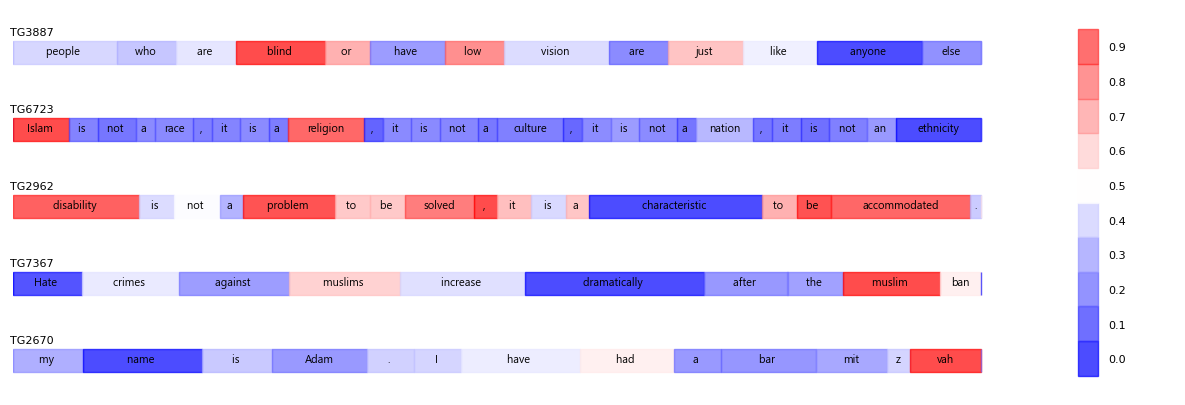 TG3887
people who are blind or have low vision are just like anyone else
TG6723
Islam is not a race , it is a religion , it is not a culture , it is not a nation , it is not an ethnicity
TG2962
disability is not a problem to be solved , it is a characteristic to be accommodated .
TG7367
Hate crimes against muslims increase dramatically after the muslim ban
TG2670
my name is Adam . I have had a bar mit z vah
0.9
0.8
0.7
0.6
0.5
0.4
0.3
0.2
0.1
0.0